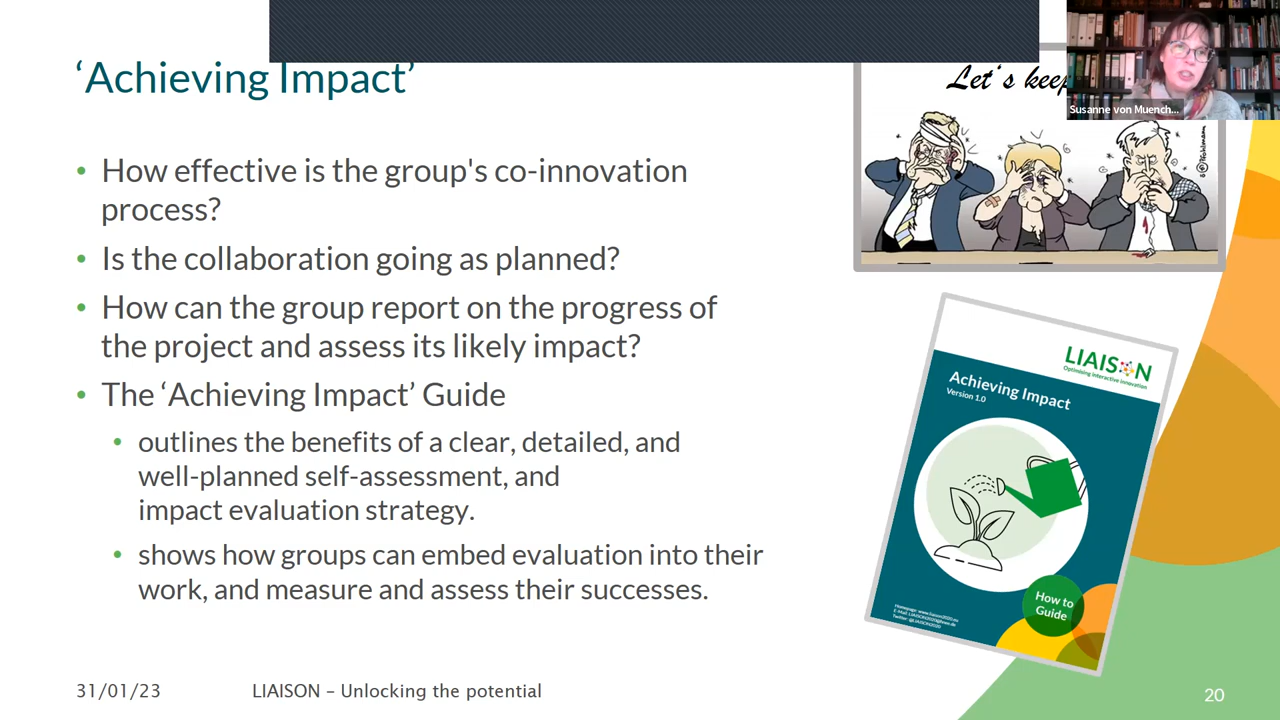 ‘Achieving Impact’
Let's keep
Susanne von Muench...
• How effective is the group's co-innovation
process?
• Is the collaboration going as planned?
• How can the group report on the progress of
the project and assess its likely impact?
• The ‘Achieving Impact’ Guide
• outlines the benefits of a clear, detailed, and
well-planned self-assessment, and
impact evaluation strategy.
• shows how groups can embed evaluation into their
work, and measure and assess their successes.
LIAISON
Optimising interactive innovation
Achieving Impact
Version 1.0
How to
Guide
31/01/23
LIAISON – Unlocking the potential
20